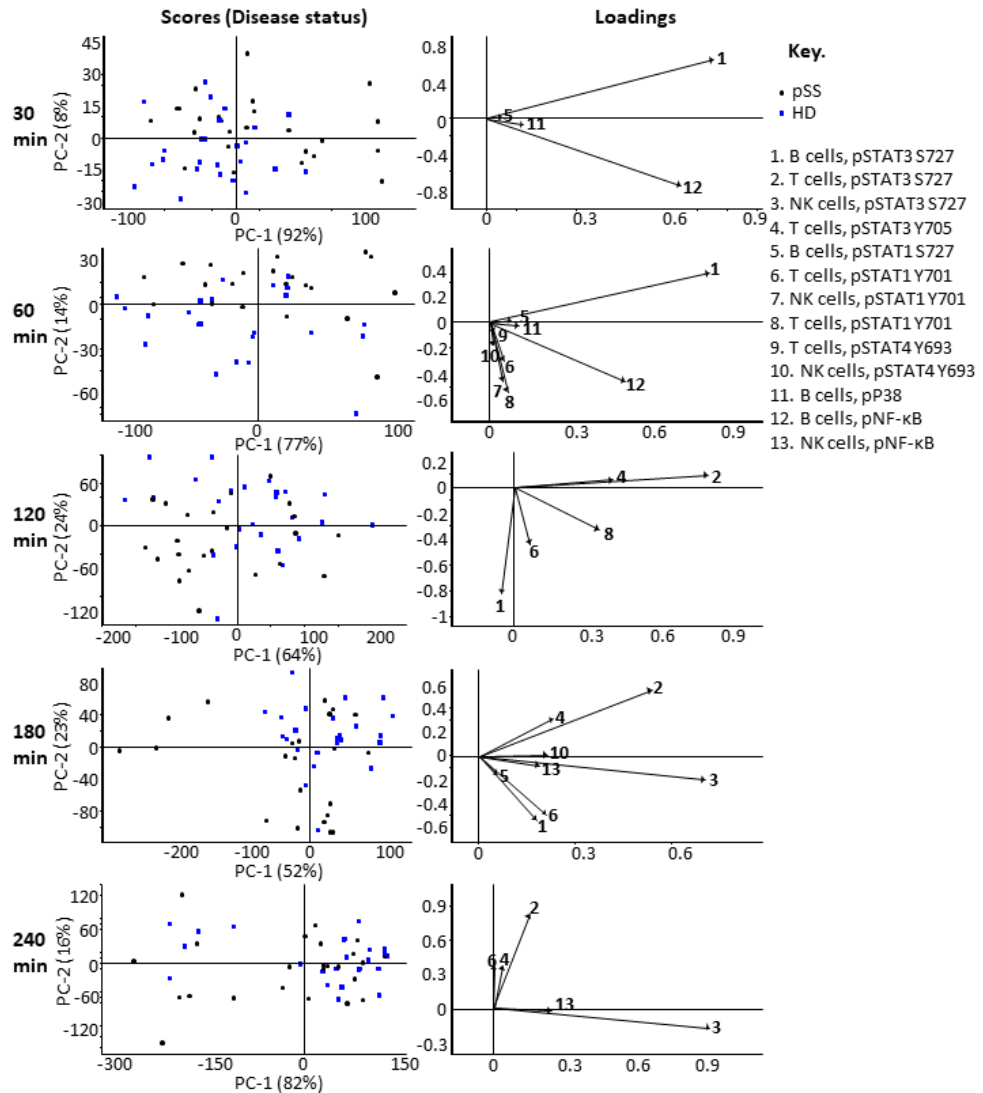 Scores (Disease status)
Loadings
Key.
pSS
HD
1. B cells, pSTAT3 S727
2. T cells, pSTAT3 S727
3. NK cells, pSTAT3 S727
4. T cells, pSTAT3 Y705
5. B cells, pSTAT1 S727
6. T cells, pSTAT1 Y701
7. NK cells, pSTAT1 Y701
8. T cells, pSTAT1 Y701
9. T cells, pSTAT4 Y693
10. NK cells, pSTAT4 Y693
11. B cells, pP38
12. B cells, pNF-κB
13. NK cells, pNF-κB
30
min
PC-2 (8%)
45
30
15
0
-15
-30
-100 0 100
PC-1 (92%)
0.8
0.4
0
-0.4
-0.8
1
5
11
12
0 0.3 0.6 0.9
60
min
PC-2 (14%)
30
0
-30
-60
-100 0 100
PC-1 (77%)
0.4
0.2
0
-0.2
-0.4
-0.6
1
5
11
9
10
6
12
7
8
0 0.2 0.4 0.6 0.8 1
120
min
PC-2 (24%)
60
0
-60
-120
-200 -100 0 100 200
PC-1 (64%)
0.2
0
-0.2
-0.4
-0.6
-0.8
-1
4
2
8
6
1
0 0.3 0.6 0.9
180
min
PC-2 (23%)
80
40
0
-40
-80
-200 -100 0 100
PC-1 (52%)
0.6
0.4
0.2
0
-0.2
-0.4
-0.6
2
4
10
13
5
3
6
1
0 0.3 0.6
240
min
PC-2 (16%)
120
60
0
-60
-120
-300 -150 0 150
PC-1 (82%)
0.9
0.6
0.3
0
-0.3
2
6
4
13
3
0 0.3 0.6 0.9